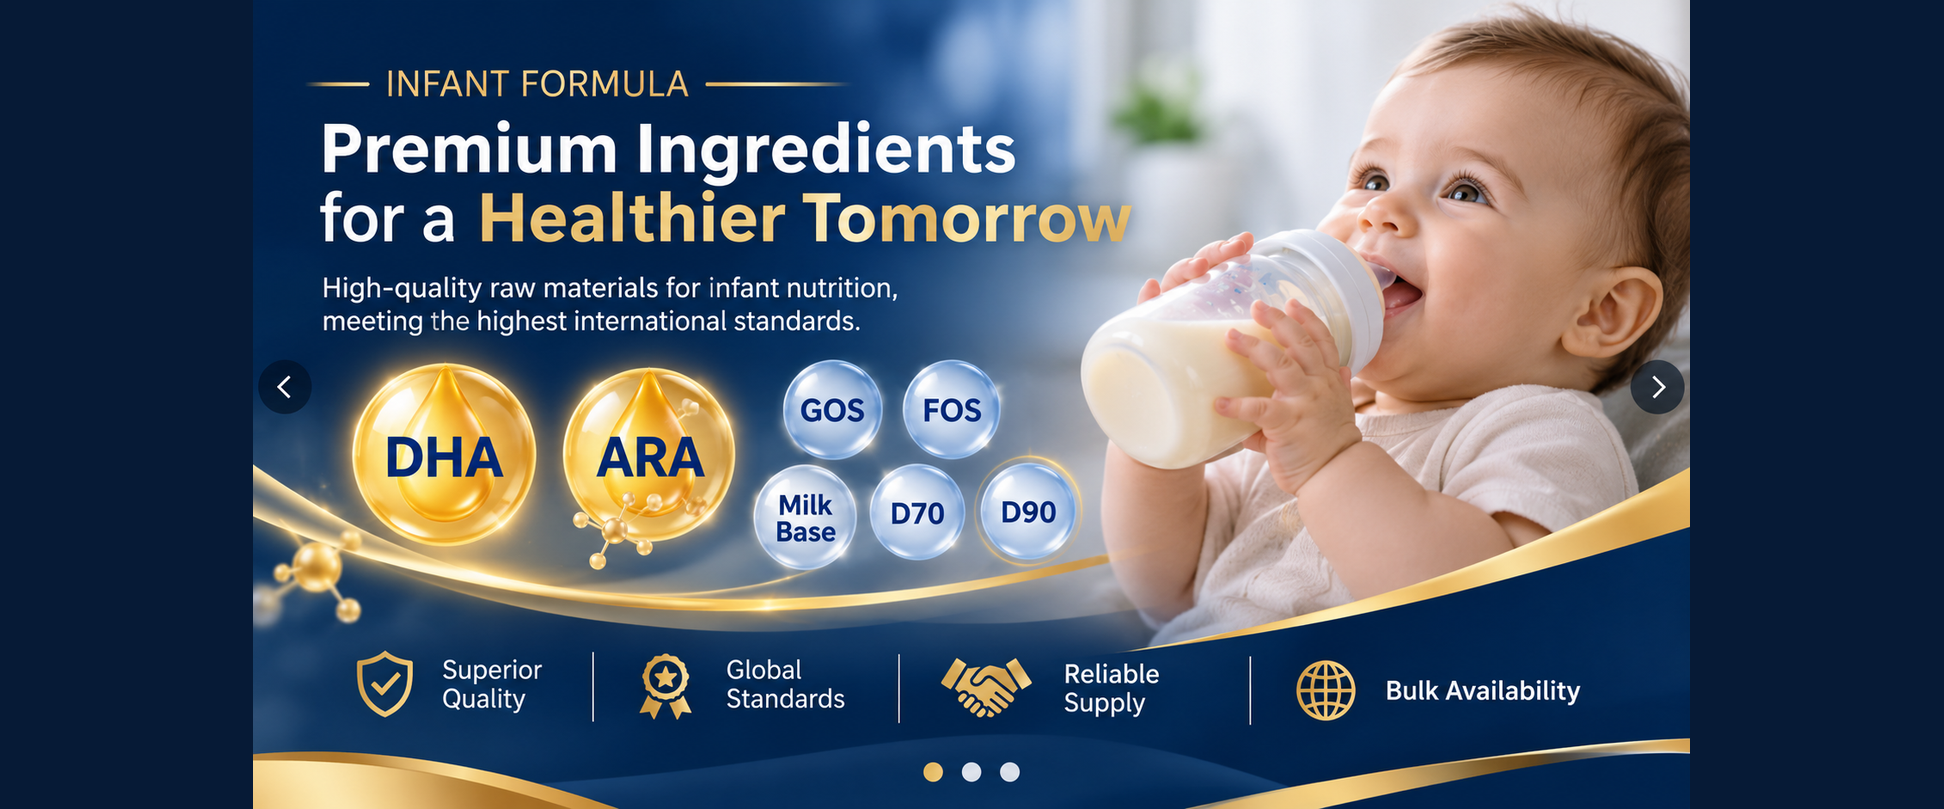 INFANT FORMULA
Premium Ingredients
for a Healthier Tomorrow
High-quality raw materials for infant nutrition,
meeting the highest international standards.
DHA
ARA
GOS
FOS
Milk
Base
D70
D90
Superior
Quality
Global
Standards
Reliable
Supply
Bulk Availability